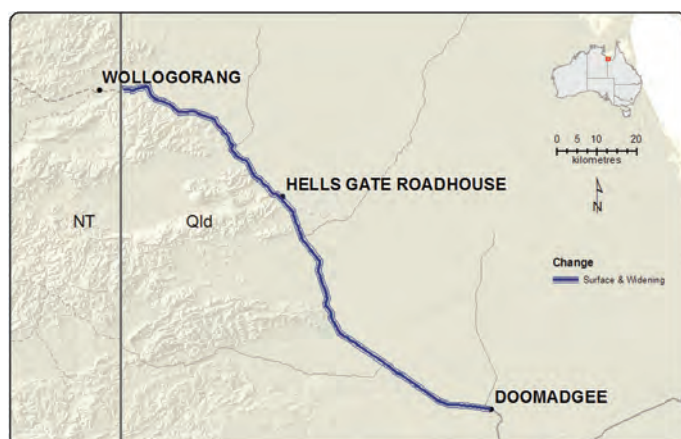 WOLLOGORANG
0 5 10 20
kilometres
N
HELLS GATE ROADHOUSE
NT
Qld
Change
Surface & Widening
DOOMADGEE